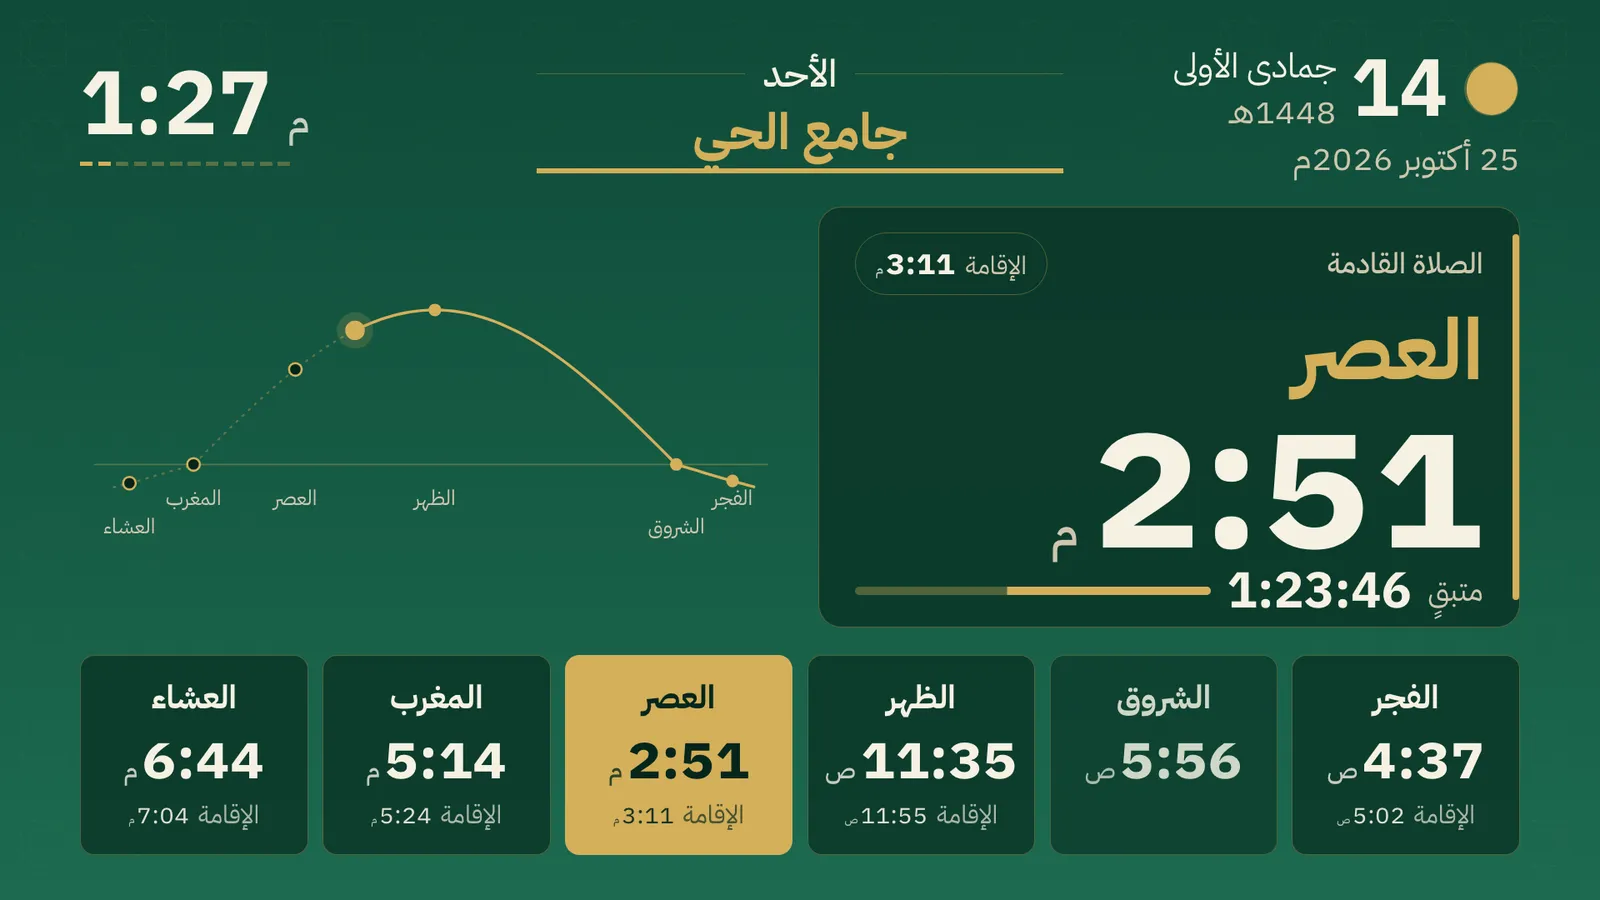 14 جمادى الأولى
1448هـ
25 أكتوبر 2026م
الأحد
جامع الحي
1:27 م
الصلاة القادمة
الإقامة 3:11 م
العصر
2:51 م
متبقٍ 1:23:46
الفجر
الشروق
الظهر
العصر
المغرب
العشاء
الفجر
4:37 ص
الإقامة 5:02 ص
الشروق
5:56 ص
الظهر
11:35 ص
الإقامة 11:55 ص
العصر
2:51 م
الإقامة 3:11 م
المغرب
5:14 م
الإقامة 5:24 م
العشاء
6:44 م
الإقامة 7:04 م